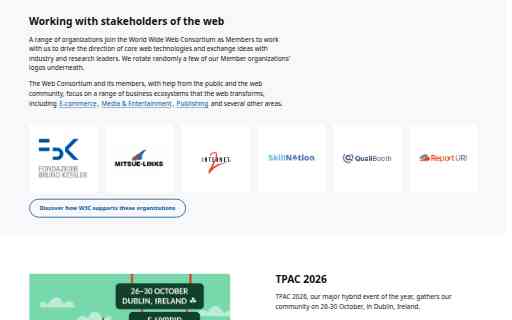 Working with stakeholders of the web
A range of organizations join the World Wide Web Consortium as Members to work
with us to drive the direction of core web technologies and exchange ideas with
industry and research leaders. We rotate randomly a few of our Member organizations'
logos underneath.
The Web Consortium and its members, with help from the public and the web
community, focus on a range of business ecosystems that the web transforms,
including E-commerce, Media & Entertainment, Publishing and several other areas.
FONDAZIONE
BRUNO KESSLER
MITSUE-LINKS
INTERNET 2
SkillNotion
QualiBooth
Report URI
Discover how W3C supports these organizations
26–30 OCTOBER
DUBLIN, IRELAND
TPAC 2026
TPAC 2026, our major hybrid event of the year, gathers our
community on 26-30 October, in Dublin, Ireland.